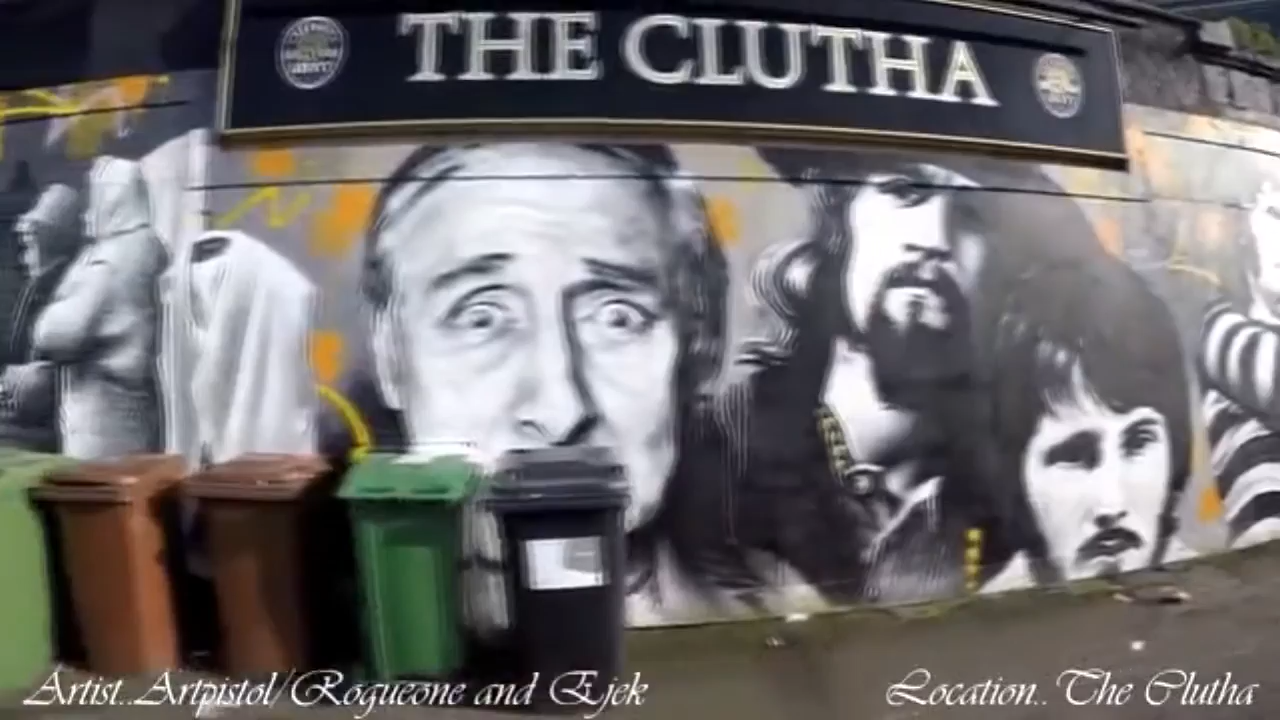 THE CLUTHA
Artist..Artpistol/Rogueone and Ejek
Location..The Clutha